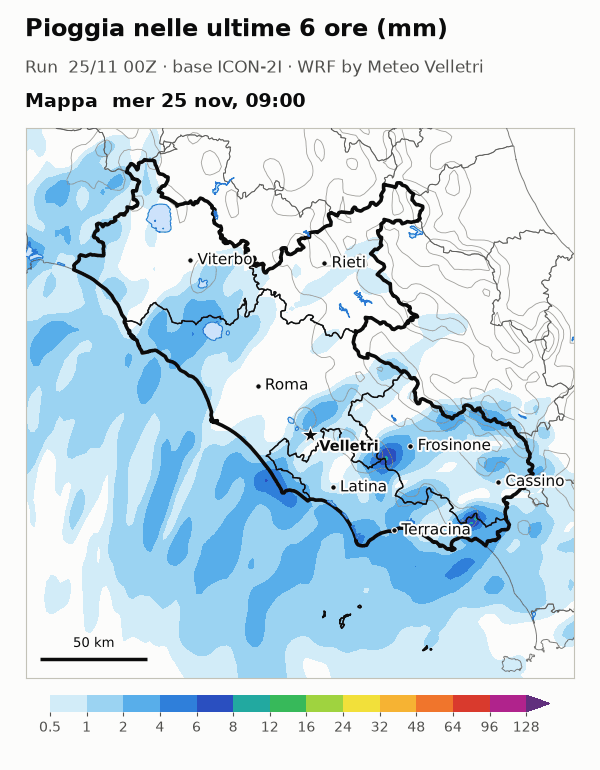 Pioggia nelle ultime 6 ore (mm)
Run  25/11 00Z · base ICON-2I · WRF by Meteo Velletri
Mappa  mer 25 nov, 09:00
Viterbo
Rieti
Roma
Velletri
Frosinone
Cassino
Latina
Terracina
50 km
0.5 1 2 4 6 8 12 16 24 32 48 64 96 128